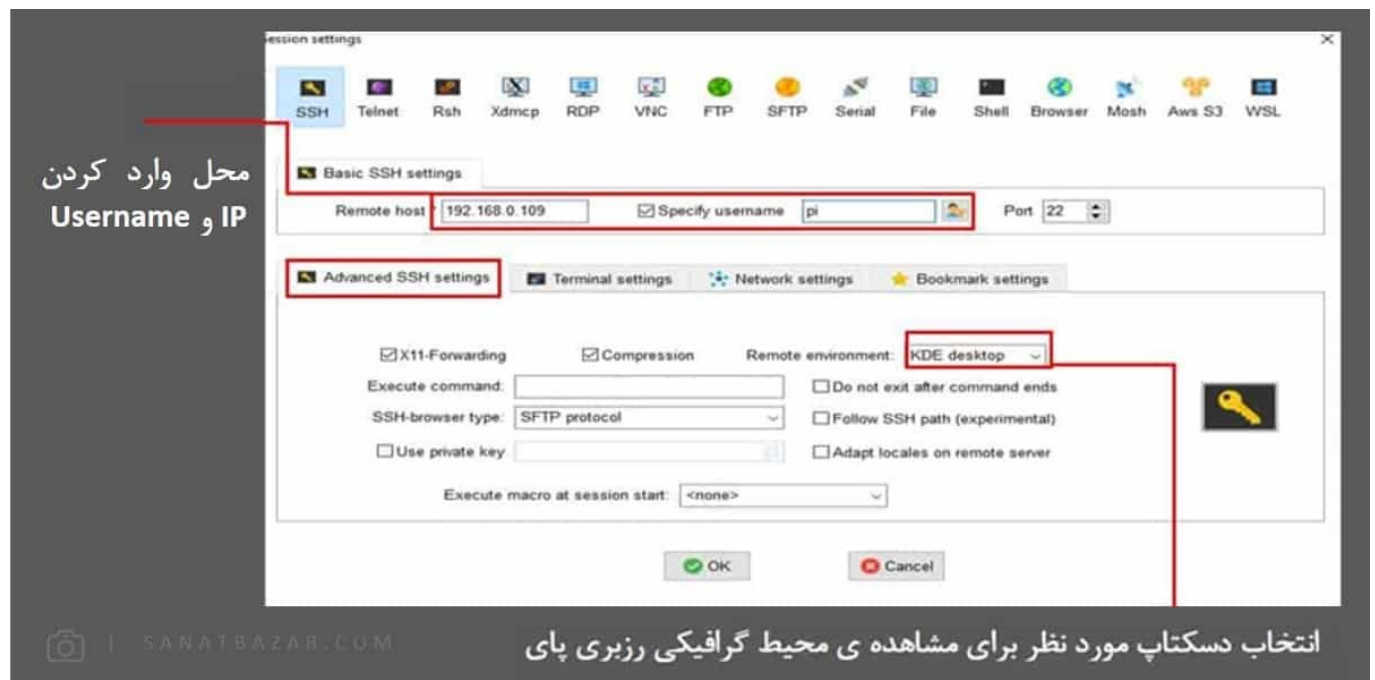 ession settings
SSH Telnet Rsh Xdmcp RDP VNC FTP SFTP Serial File Shell Browser Mosh Aws S3 WSL
محل وارد کردن
IP و Username
Basic SSH settings
Remote host * 192.168.0.109 Specify username pi Port 22
Advanced SSH settings Terminal settings Network settings Bookmark settings
X11-Forwarding Compression Remote environment: KDE desktop
Execute command: Do not exit after command ends
SSH-browser type: SFTP protocol Follow SSH path (experimental)
Use private key Adapt locales on remote server
Execute macro at session start: <none>
OK Cancel
انتخاب دسکتاپ مورد نظر برای مشاهده ی محیط گرافیکی رزبری پای
SANATBAZAR.COM